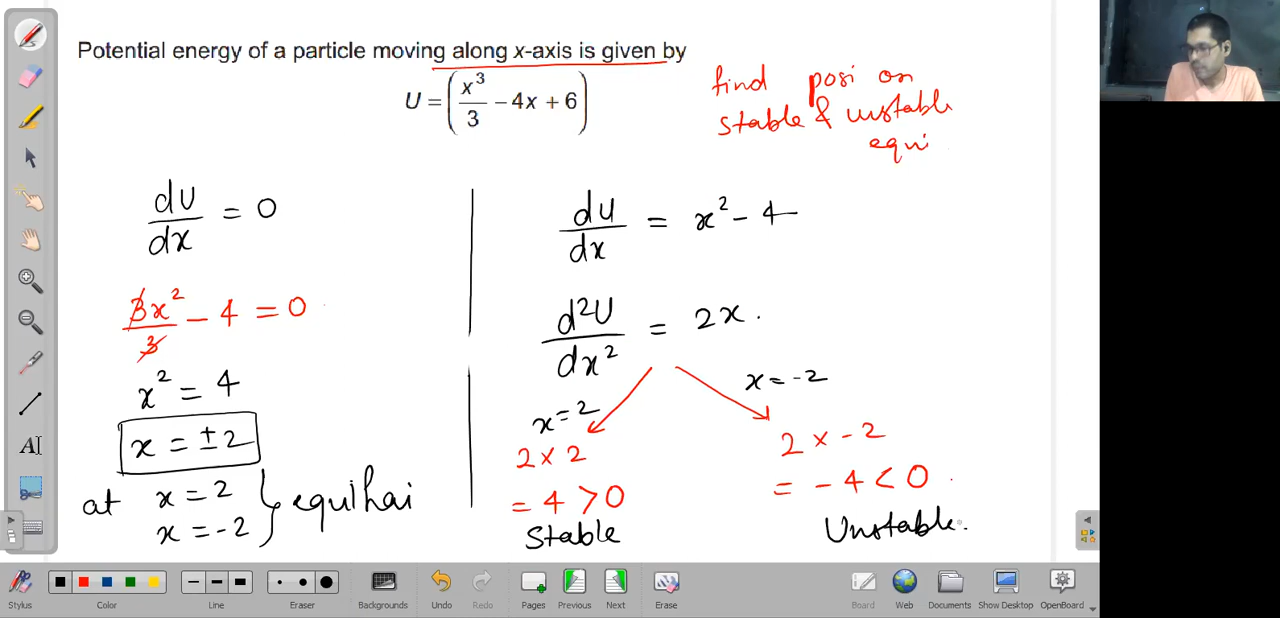 Potential energy of a particle moving along x-axis is given by
U = (x³/3 − 4x + 6)
find posi on
stable & unstable
equi
dU/dx = 0
3x²/3 − 4 = 0
x² = 4
x = ±2
at x = 2
x = −2 } equi hai
dU/dx = x² − 4
d²U/dx² = 2x.
x = 2
2 × 2
= 4 > 0
Stable
x = −2
2 × −2
= −4 < 0.
Unstable.
Stylus
Color
Line
Eraser
Backgrounds
Undo
Redo
Pages
Previous
Next
Erase
Board
Web
Documents
Show Desktop
OpenBoard